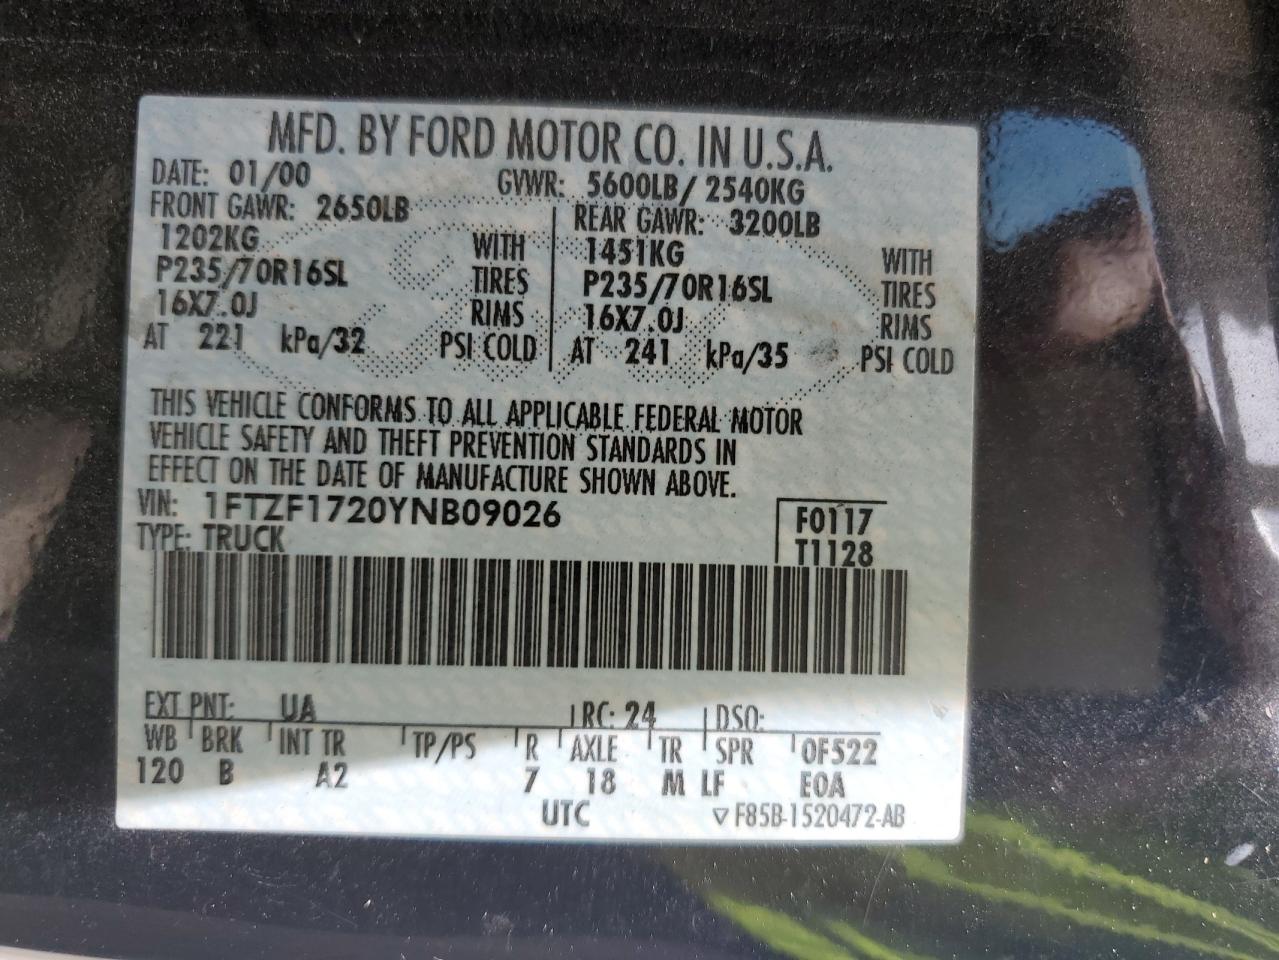 MFD. BY FORD MOTOR CO. IN U.S.A.
DATE: 01/00 GVWR: 5600LB/ 2540KG
FRONT GAWR: 2650LB REAR GAWR: 3200LB
1202KG WITH 1451KG WITH
P235/70R16SL TIRES P235/70R16SL TIRES
16X7.0J RIMS 16X7.0J RIMS
AT 221 kPa/32 PSI COLD AT 241 kPa/35 PSI COLD
THIS VEHICLE CONFORMS TO ALL APPLICABLE FEDERAL MOTOR
VEHICLE SAFETY AND THEFT PREVENTION STANDARDS IN
EFFECT ON THE DATE OF MANUFACTURE SHOWN ABOVE.
VIN: 1FTZF1720YNB09026 F0117
TYPE: TRUCK T1128
EXT PNT: UA RC: 24 DSO:
WB BRK INT TR TP/PS R AXLE TR SPR 0F522
120 B A2 7 18 M LF EOA
UTC ▽F85B-1520472-AB